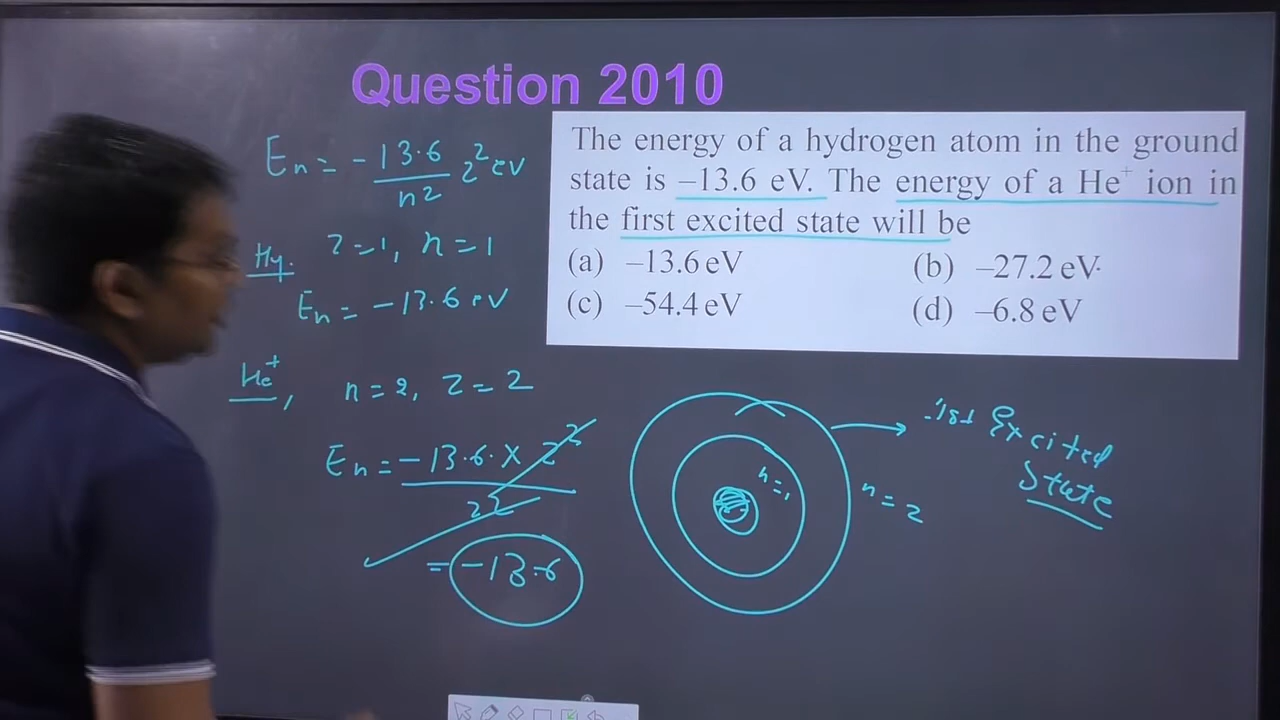 Question 2010
The energy of a hydrogen atom in the ground
state is –13.6 eV. The energy of a He⁺ ion in
the first excited state will be
(a) –13.6 eV (b) –27.2 eV
(c) –54.4 eV (d) –6.8 eV
En = -13.6/n2 Z² eV
Hy. Z=1, n=1
En = -13.6 eV
He⁺, n=2, Z=2
En = -13.6 × 2²/2²
= -13.6
n=1
n=2
1st Excited
State